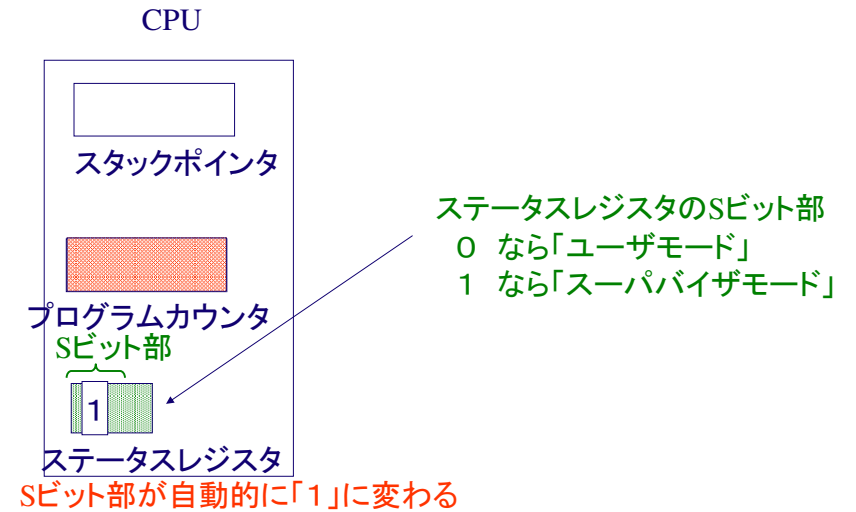 CPU
スタックポインタ
プログラムカウンタ
Sビット部
1
ステータスレジスタ
Sビット部が自動的に「１」に変わる
ステータスレジスタのSビット部
０ なら「ユーザモード」
１ なら「スーパバイザモード」